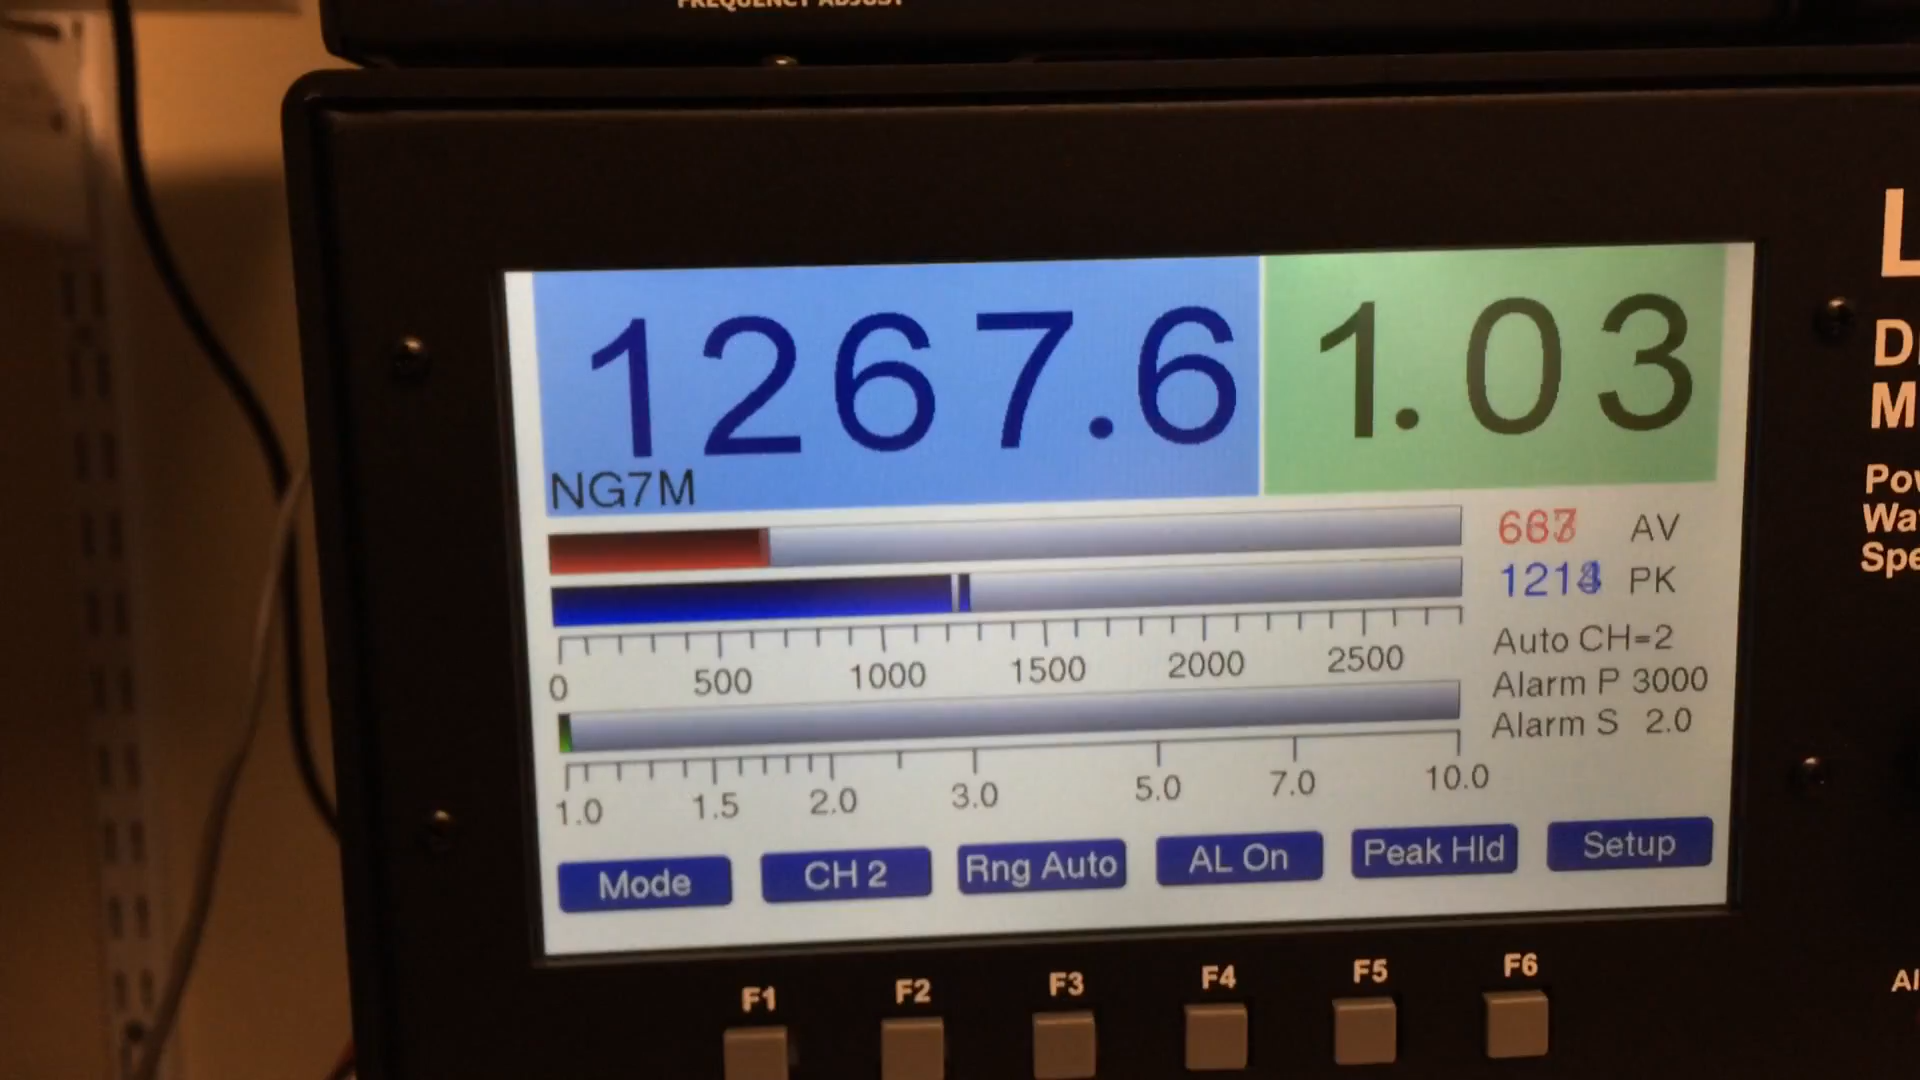 FREQUENCY ADJUST
1267.6
1.03
NG7M
AV
PK
0 500 1000 1500 2000 2500
Auto CH=2
Alarm P 3000
Alarm S 2.0
1.0 1.5 2.0 3.0 5.0 7.0 10.0
Mode
CH 2
Rng Auto
AL On
Peak Hld
Setup
F1
F2
F3
F4
F5
F6